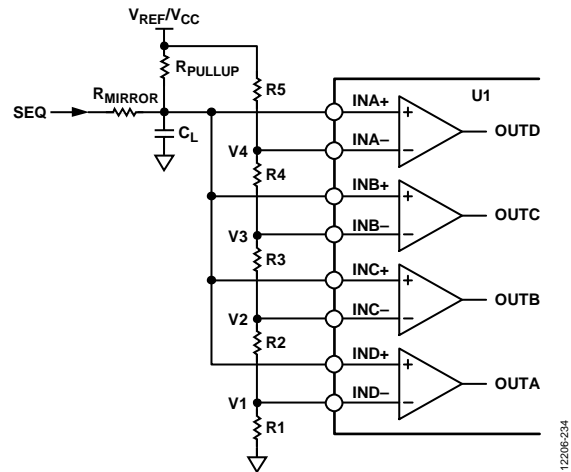 VREF/VCC
RPULLUP
R5
U1
RMIRROR
SEQ
INA+
+
OUTD
CL
V4
INA−
−
R4
INB+
+
OUTC
V3
INB−
−
R3
INC+
+
OUTB
V2
INC−
−
R2
IND+
+
OUTA
V1
IND−
−
R1
12206-234